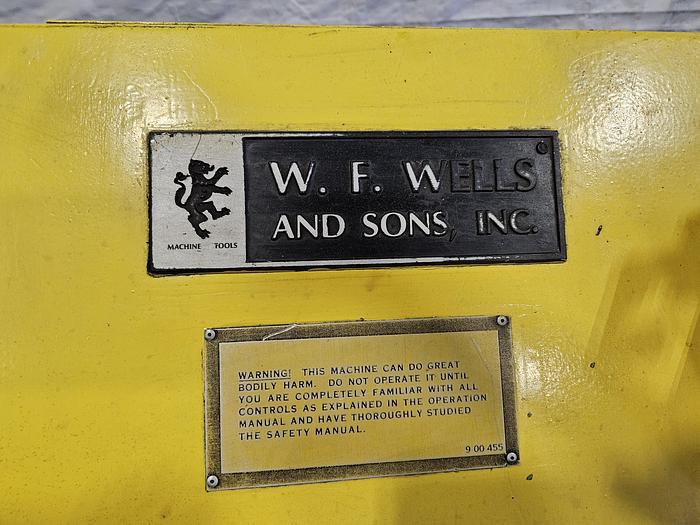 W. F. WELLS
AND SONS, INC.
MACHINE TOOLS
WARNING! THIS MACHINE CAN DO GREAT
BODILY HARM. DO NOT OPERATE IT UNTIL
YOU ARE COMPLETELY FAMILIAR WITH ALL
CONTROLS AS EXPLAINED IN THE OPERATION
MANUAL AND HAVE THOROUGHLY STUDIED
THE SAFETY MANUAL.
9 00 455